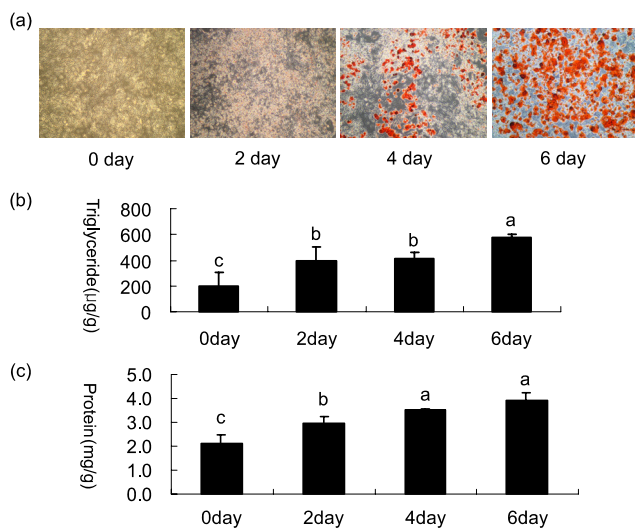 (a)
0 day 2 day 4 day 6 day
(b)
Triglyceride(μg/g)
800
600
400
200
0
c b b a
0day 2day 4day 6day
(c)
Protein(mg/g)
5.0
4.0
3.0
2.0
1.0
0.0
c b a a
0day 2day 4day 6day